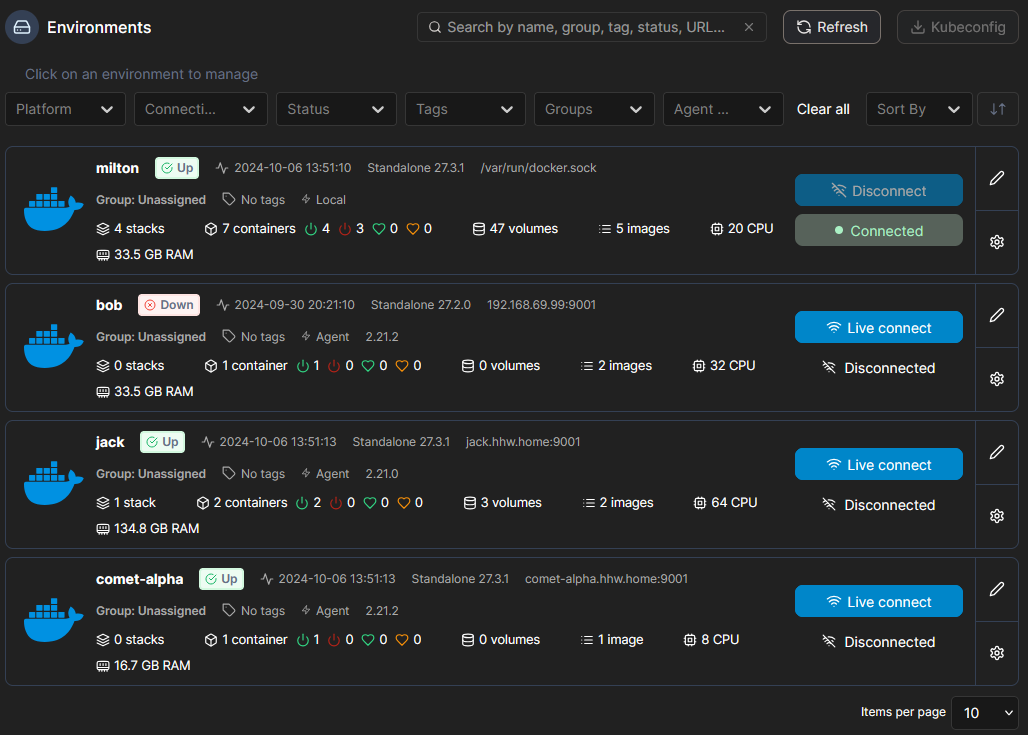 Environments
Search by name, group, tag, status, URL...
Refresh
Kubeconfig
Click on an environment to manage
Platform
Connecti...
Status
Tags
Groups
Agent ...
Clear all
Sort By
milton Up 2024-10-06 13:51:10 Standalone 27.3.1 /var/run/docker.sock
Group: Unassigned No tags Local
4 stacks 7 containers 4 3 0 0 47 volumes 5 images 20 CPU
33.5 GB RAM
Disconnect
Connected
bob Down 2024-09-30 20:21:10 Standalone 27.2.0 192.168.69.99:9001
Group: Unassigned No tags Agent 2.21.2
0 stacks 1 container 1 0 0 0 0 volumes 2 images 32 CPU
33.5 GB RAM
Live connect
Disconnected
jack Up 2024-10-06 13:51:13 Standalone 27.3.1 jack.hhw.home:9001
Group: Unassigned No tags Agent 2.21.0
1 stack 2 containers 2 0 0 0 3 volumes 2 images 64 CPU
134.8 GB RAM
Live connect
Disconnected
comet-alpha Up 2024-10-06 13:51:13 Standalone 27.3.1 comet-alpha.hhw.home:9001
Group: Unassigned No tags Agent 2.21.2
0 stacks 1 container 1 0 0 0 0 volumes 1 image 8 CPU
16.7 GB RAM
Live connect
Disconnected
Items per page 10